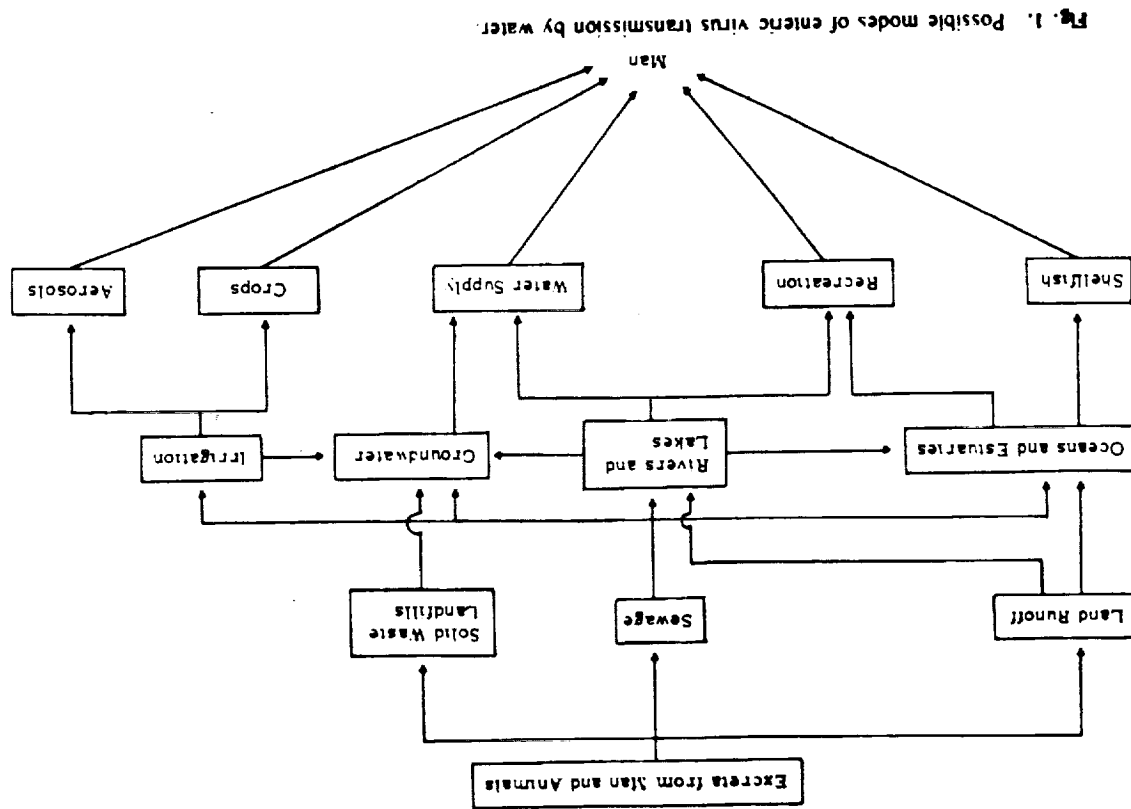 Excreta from Man and Animals
Land Runoff
Sewage
Solid Waste
Landfills
Oceans and Estuaries
Rivers and
Lakes
Groundwater
Irrigation
Shellfish
Recreation
Water Supply
Crops
Aerosols
Man
Fig. 1. Possible modes of enteric virus transmission by water.